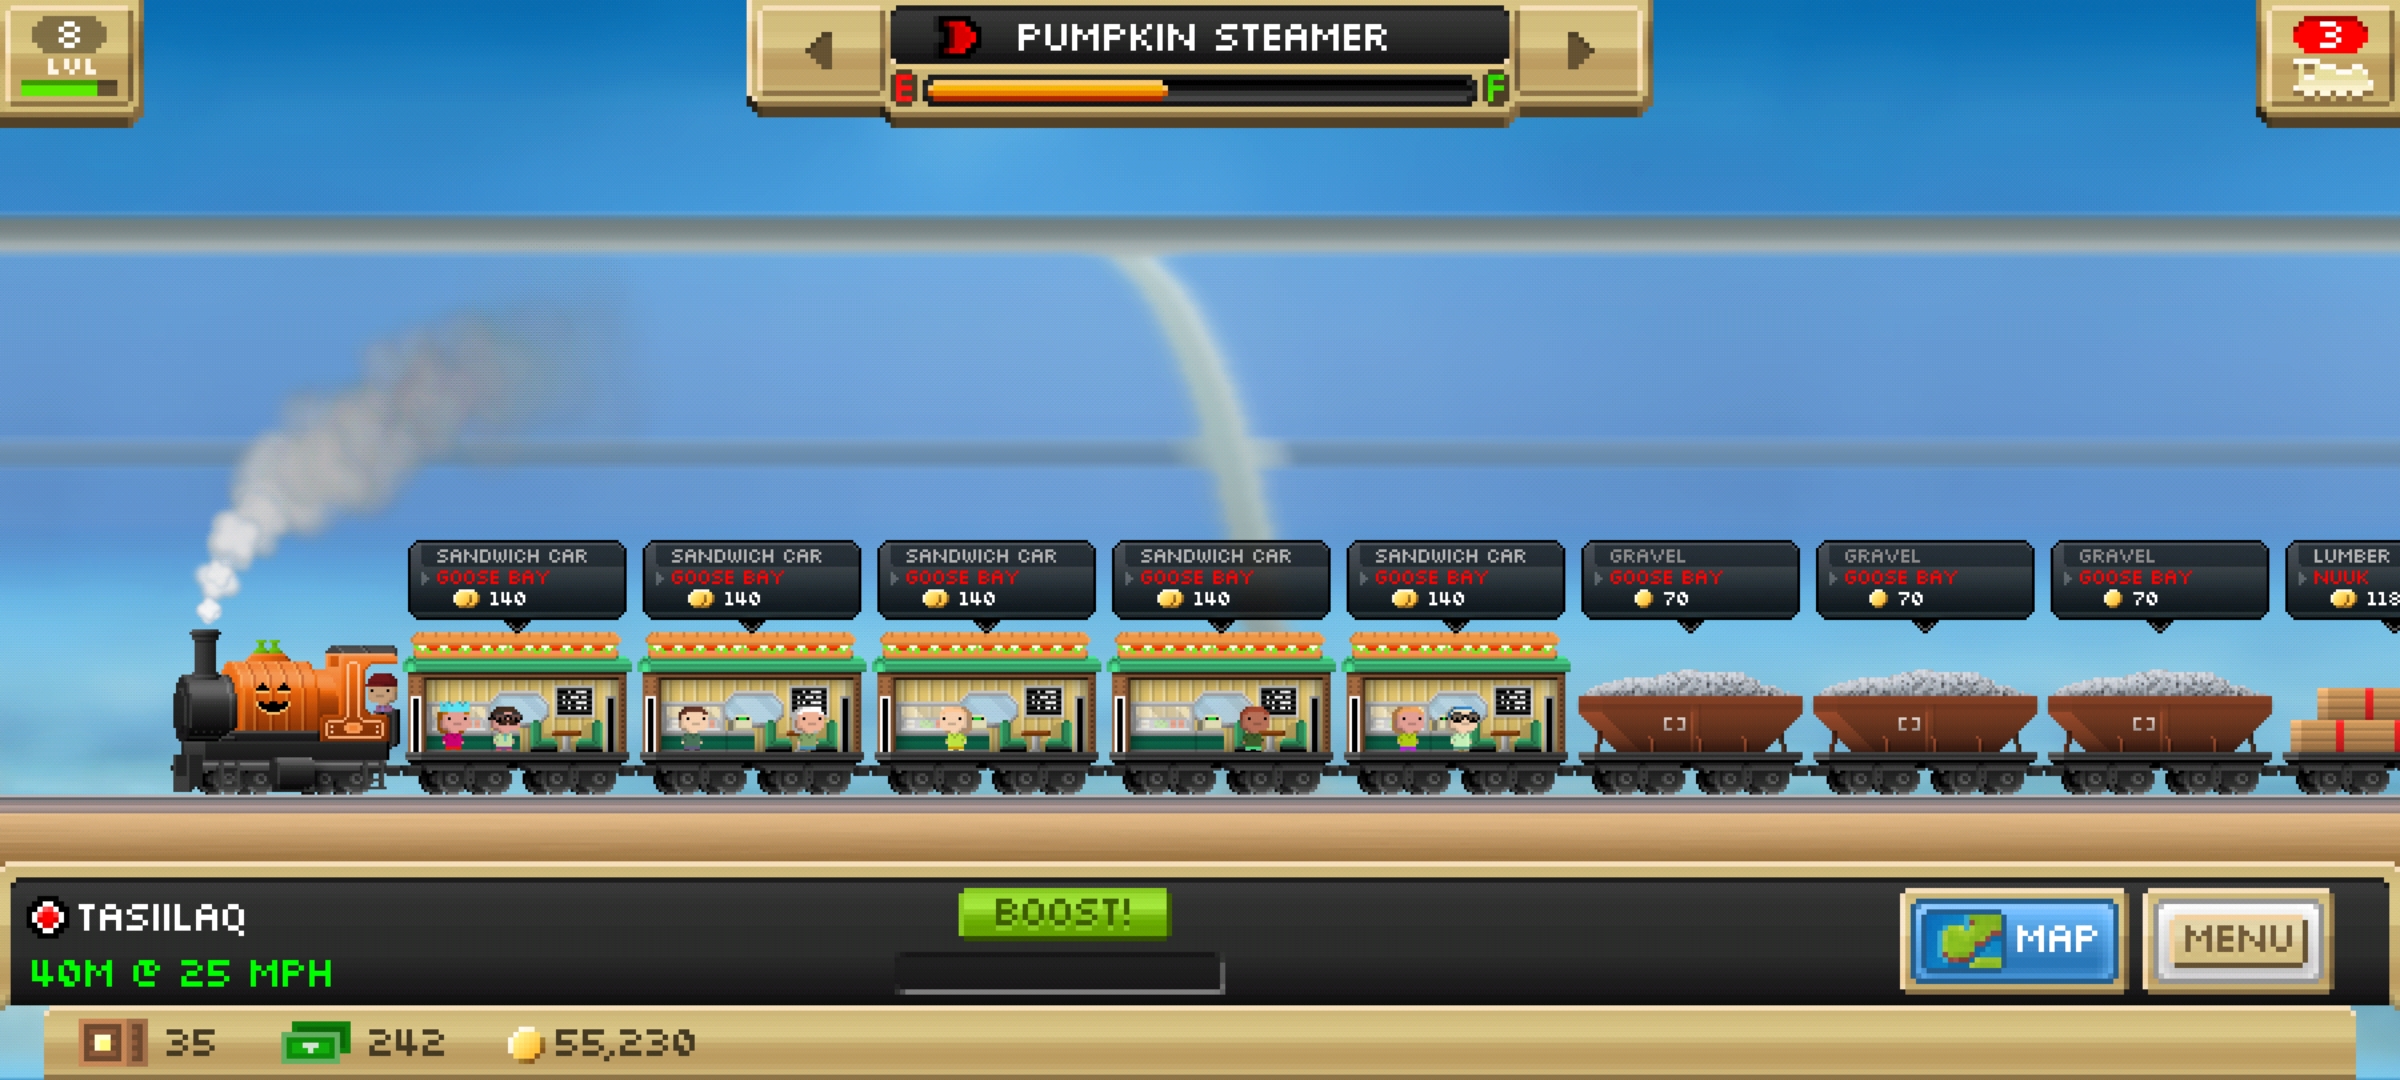 8
LVL
PUMPKIN STEAMER
E
F
3
SANDWICH CAR
GOOSE BAY
140
SANDWICH CAR
GOOSE BAY
140
SANDWICH CAR
GOOSE BAY
140
SANDWICH CAR
GOOSE BAY
140
SANDWICH CAR
GOOSE BAY
140
GRAVEL
GOOSE BAY
70
GRAVEL
GOOSE BAY
70
GRAVEL
GOOSE BAY
70
LUMBER
NUUK
118
TASIILAQ
40M @ 25 MPH
BOOST!
MAP
MENU
35
242
55,230